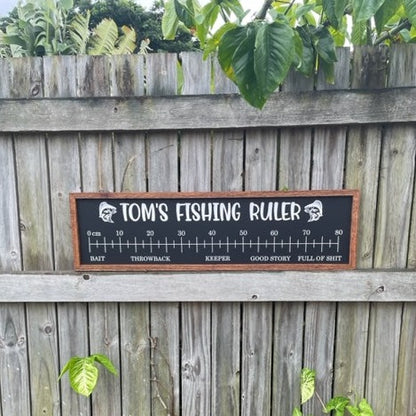 TOM'S FISHING RULER
0 cm 10 20 30 40 50 60 70 80
BAIT THROWBACK KEEPER GOOD STORY FULL OF SHIT